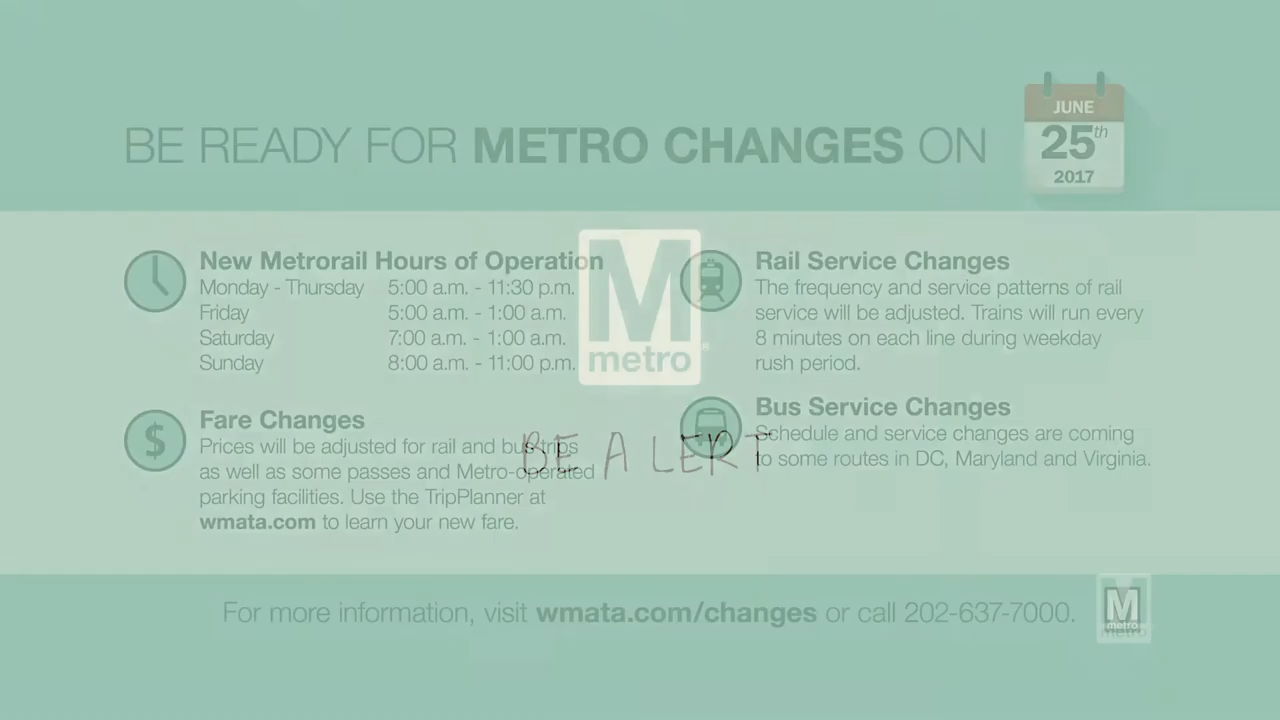 BE READY FOR METRO CHANGES ON
JUNE
25th
2017
New Metrorail Hours of Operation
Monday - Thursday 5:00 a.m. - 11:30 p.m.
Friday 5:00 a.m. - 1:00 a.m.
Saturday 7:00 a.m. - 1:00 a.m.
Sunday 8:00 a.m. - 11:00 p.m.
Fare Changes
Prices will be adjusted for rail and bus trips
as well as some passes and Metro-operated
parking facilities. Use the TripPlanner at
wmata.com to learn your new fare.
M
metro
BE ALERT
Rail Service Changes
The frequency and service patterns of rail
service will be adjusted. Trains will run every
8 minutes on each line during weekday
rush period.
Bus Service Changes
Schedule and service changes are coming
to some routes in DC, Maryland and Virginia.
For more information, visit wmata.com/changes or call 202-637-7000.
M
metro